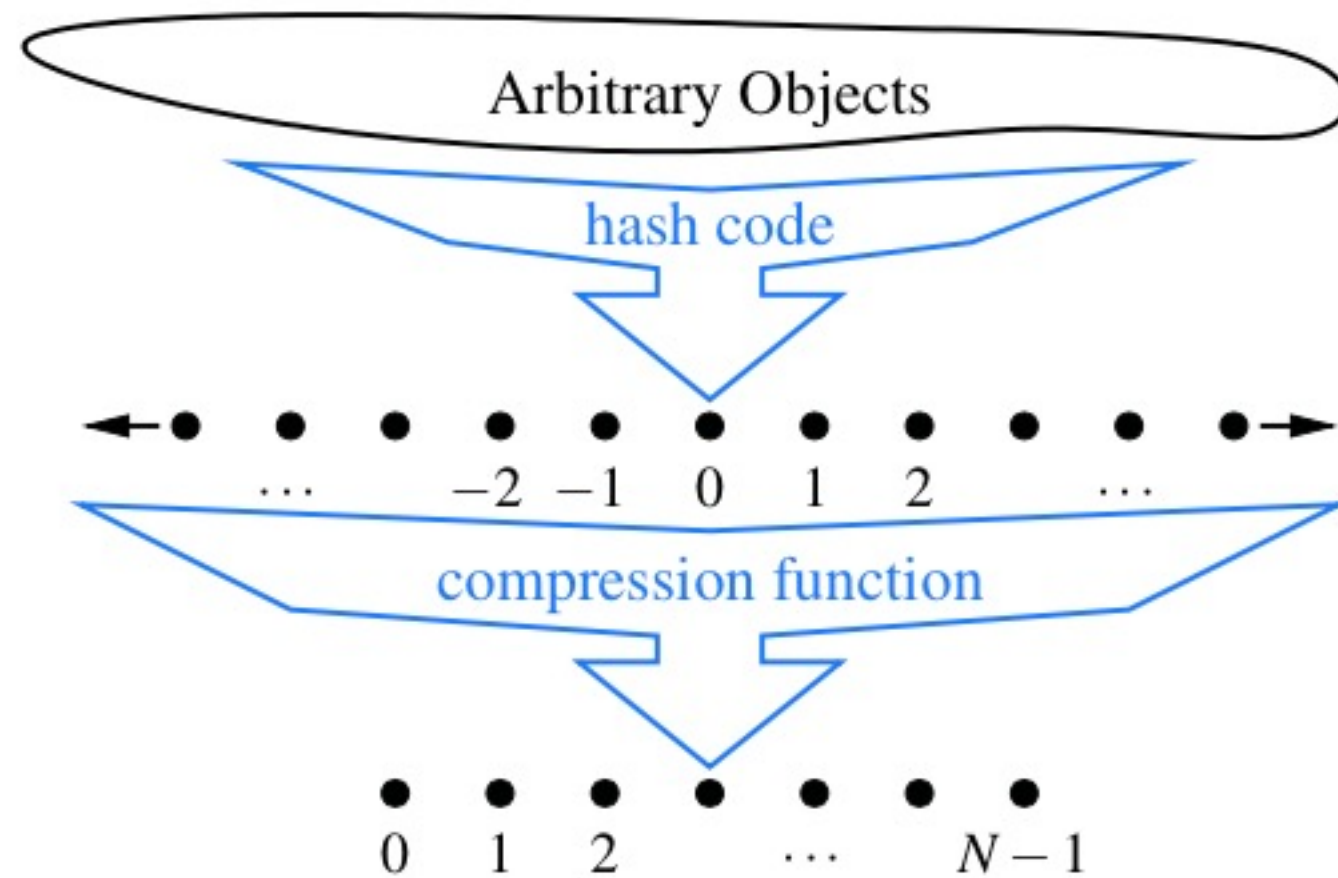 Arbitrary Objects
hash code
... −2 −1 0 1 2 ...
compression function
0 1 2 ... N − 1